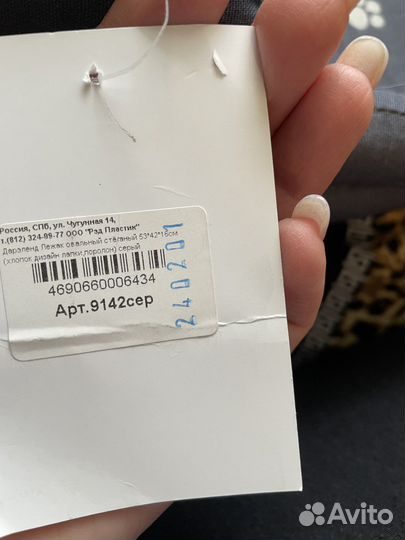 Россия, СПб, ул. Чугунная 14,
т.(812) 324-89-77 ООО "Рэд Пластик"
Дарэленд Лежак овальный стёганый 53*42*16см
(хлопок дизайн лапки,поролон) серый
4690660006434
Арт.9142сер
240201
Avito